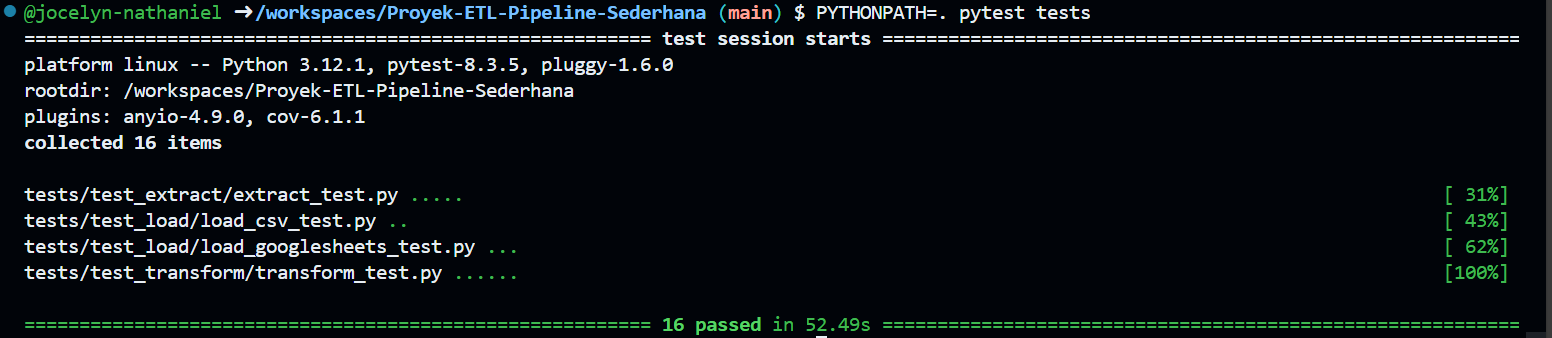 @jocelyn-nathaniel ➜/workspaces/Proyek-ETL-Pipeline-Sederhana (main) $ PYTHONPATH=. pytest tests
========================================================= test session starts ==========================================================
platform linux -- Python 3.12.1, pytest-8.3.5, pluggy-1.6.0
rootdir: /workspaces/Proyek-ETL-Pipeline-Sederhana
plugins: anyio-4.9.0, cov-6.1.1
collected 16 items
tests/test_extract/extract_test.py ..... [ 31%]
tests/test_load/load_csv_test.py .. [ 43%]
tests/test_load/load_googlesheets_test.py ... [ 62%]
tests/test_transform/transform_test.py ...... [100%]
========================================================= 16 passed in 52.49s ==========================================================